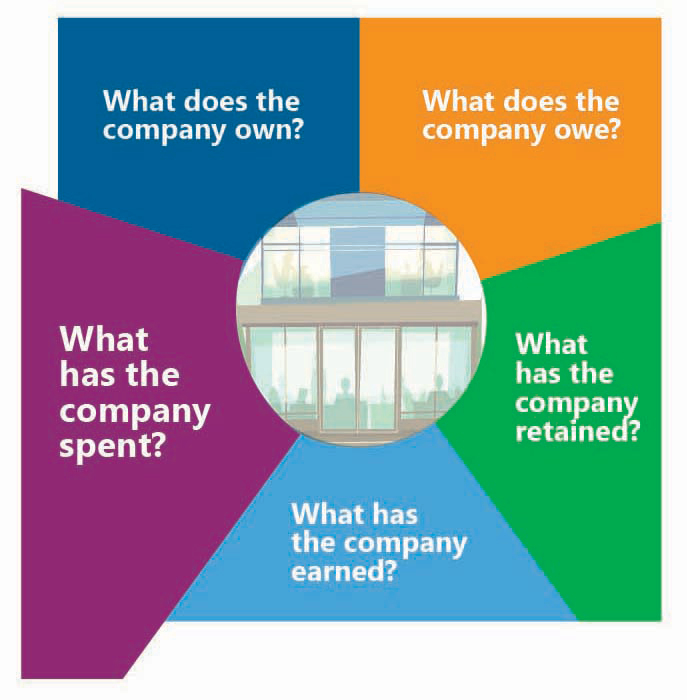 What does the
company own?
What does the
company owe?
What
has the
company
retained?
What has
the company
earned?
What
has the
company
spent?